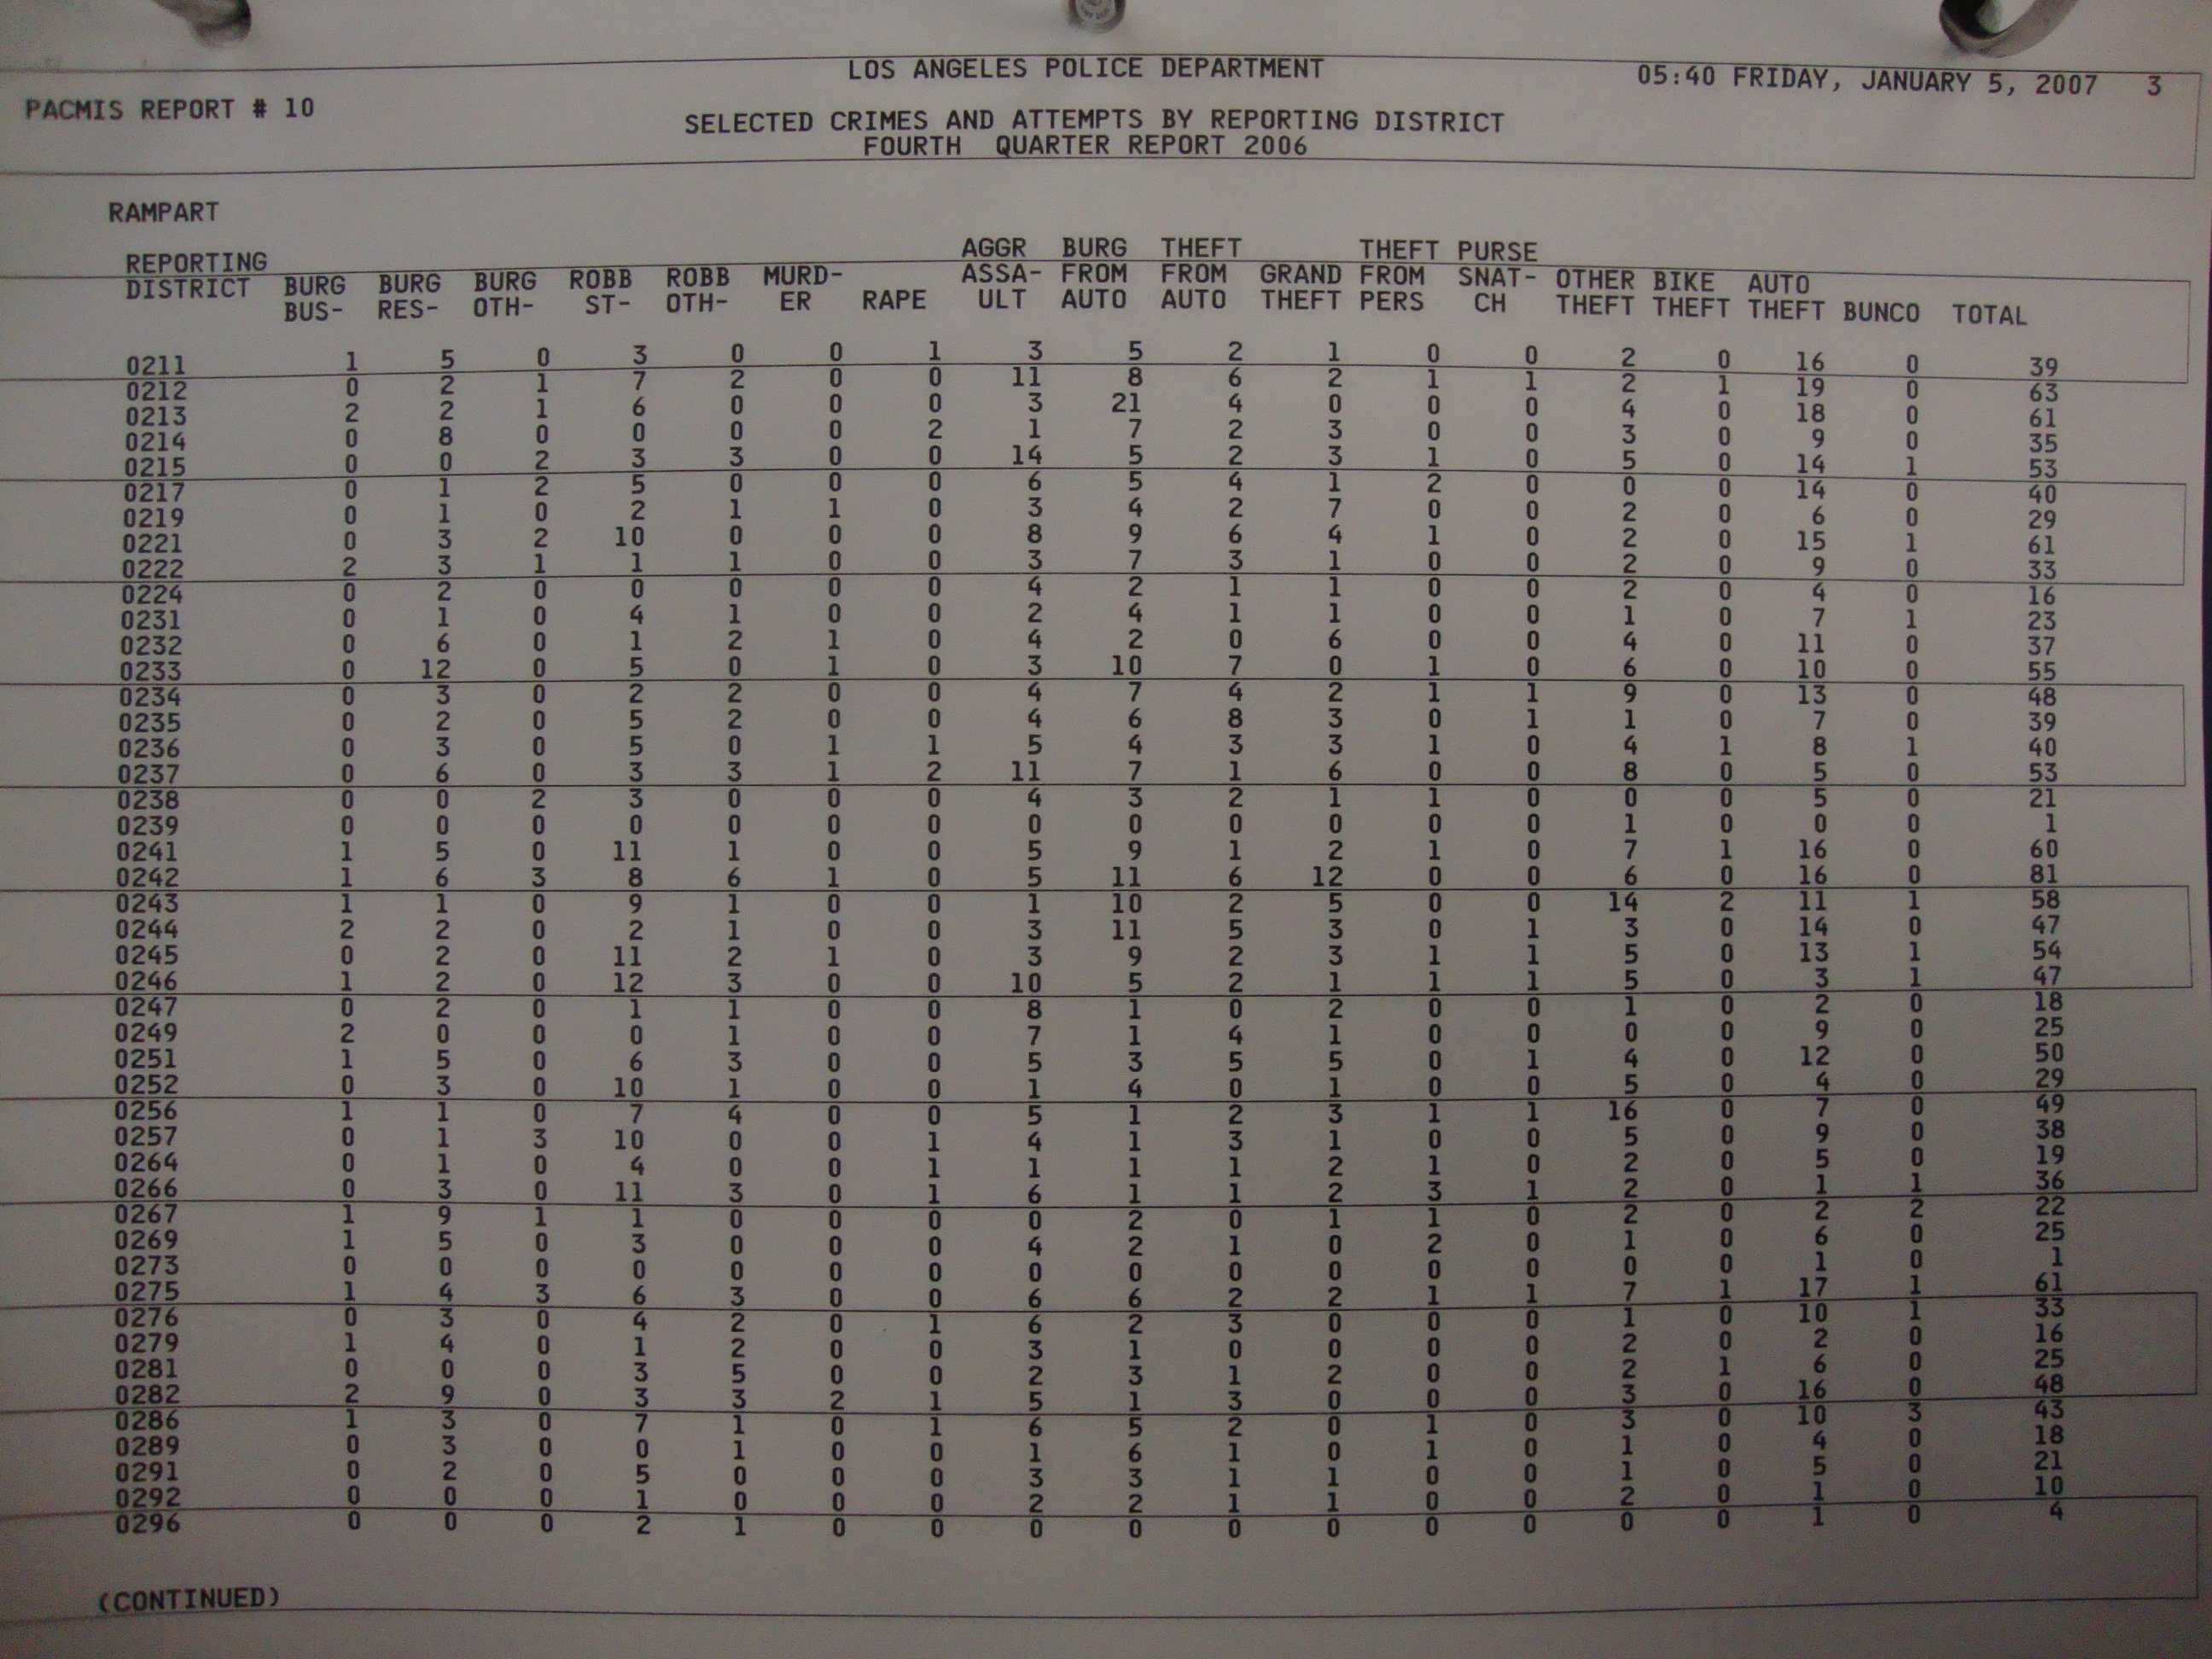 LOS ANGELES POLICE DEPARTMENT 05:40 FRIDAY, JANUARY 5, 2007 3
PACMIS REPORT # 10
SELECTED CRIMES AND ATTEMPTS BY REPORTING DISTRICT
FOURTH QUARTER REPORT 2006
RAMPART
AGGR BURG THEFT THEFT PURSE
REPORTING BURG BURG BURG ROBB ROBB MURD- ASSA- FROM FROM GRAND FROM SNAT- OTHER BIKE AUTO
DISTRICT BUS- RES- OTH- ST- OTH- ER RAPE ULT AUTO AUTO THEFT PERS CH THEFT THEFT THEFT BUNCO TOTAL
0211 1 5 0 3 0 0 1 3 5 2 1 0 0 2 0 16 0 39
0212 0 2 1 7 2 0 0 11 8 6 2 1 1 2 1 19 0 63
0213 2 2 1 6 0 0 0 3 21 4 0 0 0 4 0 18 0 61
0214 0 8 0 0 0 0 2 1 7 2 3 0 0 3 0 9 0 35
0215 0 0 2 3 3 0 0 14 5 2 3 1 0 5 0 14 1 53
0217 0 1 2 5 0 0 0 6 5 4 1 2 0 0 0 14 0 40
0219 0 1 0 2 1 1 0 3 4 2 7 0 0 2 0 6 0 29
0221 0 3 2 10 0 0 0 8 9 6 4 1 0 2 0 15 1 61
0222 2 3 1 1 1 0 0 3 7 3 1 0 0 2 0 9 0 33
0224 0 2 0 0 0 0 0 4 2 1 1 0 0 2 0 4 0 16
0231 0 1 0 4 1 0 0 2 4 1 1 0 0 1 0 7 1 23
0232 0 6 0 1 2 1 0 4 2 0 6 0 0 4 0 11 0 37
0233 0 12 0 5 0 1 0 3 10 7 0 1 0 6 0 10 0 55
0234 0 3 0 2 2 0 0 4 7 4 2 1 1 9 0 13 0 48
0235 0 2 0 5 2 0 0 4 6 8 3 0 1 1 0 7 0 39
0236 0 3 0 5 0 1 1 5 4 3 3 1 0 4 1 8 1 40
0237 0 6 0 3 3 1 2 11 7 1 6 0 0 8 0 5 0 53
0238 0 0 2 3 0 0 0 4 3 2 1 1 0 0 0 5 0 21
0239 0 0 0 0 0 0 0 0 0 0 0 0 0 1 0 0 0 1
0241 1 5 0 11 1 0 0 5 9 1 2 1 0 7 1 16 0 60
0242 1 6 3 8 6 1 0 5 11 6 12 0 0 6 0 16 0 81
0243 1 1 0 9 1 0 0 1 10 2 5 0 0 14 2 11 1 58
0244 2 2 0 2 1 0 0 3 11 5 3 0 1 3 0 14 0 47
0245 0 2 0 11 2 1 0 3 9 2 3 1 1 5 0 13 1 54
0246 1 2 0 12 3 0 0 10 5 2 1 1 1 5 0 3 1 47
0247 0 2 0 1 1 0 0 8 1 0 2 0 0 1 0 2 0 18
0249 2 0 0 0 1 0 0 7 1 4 1 0 0 0 0 9 0 25
0251 1 5 0 6 3 0 0 5 3 5 5 0 1 4 0 12 0 50
0252 0 3 0 10 1 0 0 1 4 0 1 0 0 5 0 4 0 29
0256 1 1 0 7 4 0 0 5 1 2 3 1 1 16 0 7 0 49
0257 0 1 3 10 0 0 1 4 1 3 1 0 0 5 0 9 0 38
0264 0 1 0 4 0 0 1 1 1 1 2 1 0 2 0 5 0 19
0266 0 3 0 11 3 0 1 6 1 1 2 3 1 2 0 1 1 36
0267 1 9 1 1 0 0 0 0 2 0 1 1 0 2 0 2 2 22
0269 1 5 0 3 0 0 0 4 2 1 0 2 0 1 0 6 0 25
0273 0 0 0 0 0 0 0 0 0 0 0 0 0 0 0 1 0 1
0275 1 4 3 6 3 0 0 6 6 2 2 1 1 7 1 17 1 61
0276 0 3 0 4 2 0 1 6 2 3 0 0 0 1 0 10 1 33
0279 1 4 0 1 2 0 0 3 1 0 0 0 0 2 0 2 0 16
0281 0 0 0 3 5 0 0 2 3 1 2 0 0 2 1 6 0 25
0282 2 9 0 3 3 2 1 5 1 3 0 0 0 3 0 16 0 48
0286 1 3 0 7 1 0 1 6 5 2 0 1 0 3 0 10 3 43
0289 0 3 0 0 1 0 0 1 6 1 0 1 0 1 0 4 0 18
0291 0 2 0 5 0 0 0 3 3 1 1 0 0 1 0 5 0 21
0292 0 0 0 1 0 0 0 2 2 1 1 0 0 2 0 1 0 10
0296 0 0 0 2 1 0 0 0 0 0 0 0 0 0 0 1 0 4
(CONTINUED)